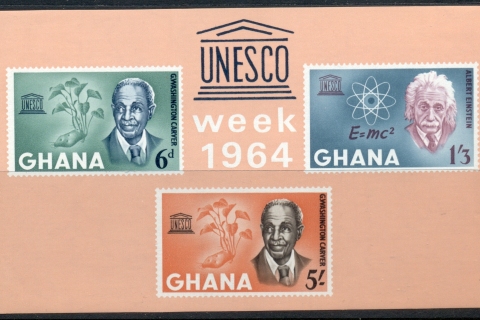 UNESCO
week
1964
UNESCO
G.WASHINGTON CARVER
GHANA 6d
UNESCO
ALBERT EINSTEIN
E=mc²
GHANA 1'3
UNESCO
G.WASHINGTON CARVER
GHANA 5/-